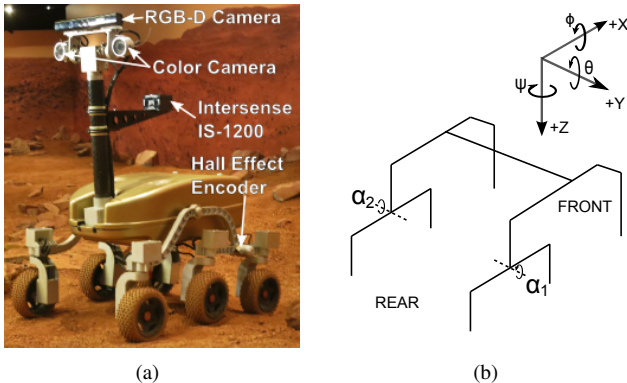 RGB-D Camera
Color Camera
Intersense
IS-1200
Hall Effect
Encoder
ϕ
+X
θ
ψ
+Y
+Z
α₂
FRONT
α₁
REAR
(a)
(b)